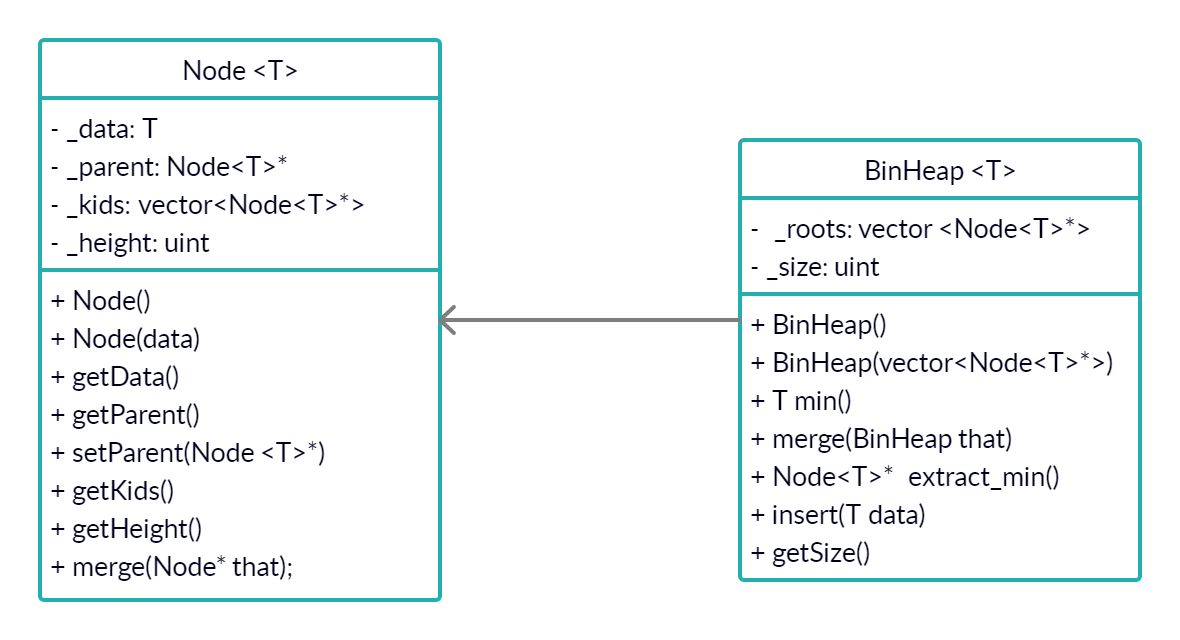 Node <T>
- _data: T
- _parent: Node<T>*
- _kids: vector<Node<T>*>
- _height: uint
+ Node()
+ Node(data)
+ getData()
+ getParent()
+ setParent(Node <T>*)
+ getKids()
+ getHeight()
+ merge(Node* that);
BinHeap <T>
-  _roots: vector <Node<T>*>
- _size: uint
+ BinHeap()
+ BinHeap(vector<Node<T>*>)
+ T min()
+ merge(BinHeap that)
+ Node<T>*  extract_min()
+ insert(T data)
+ getSize()